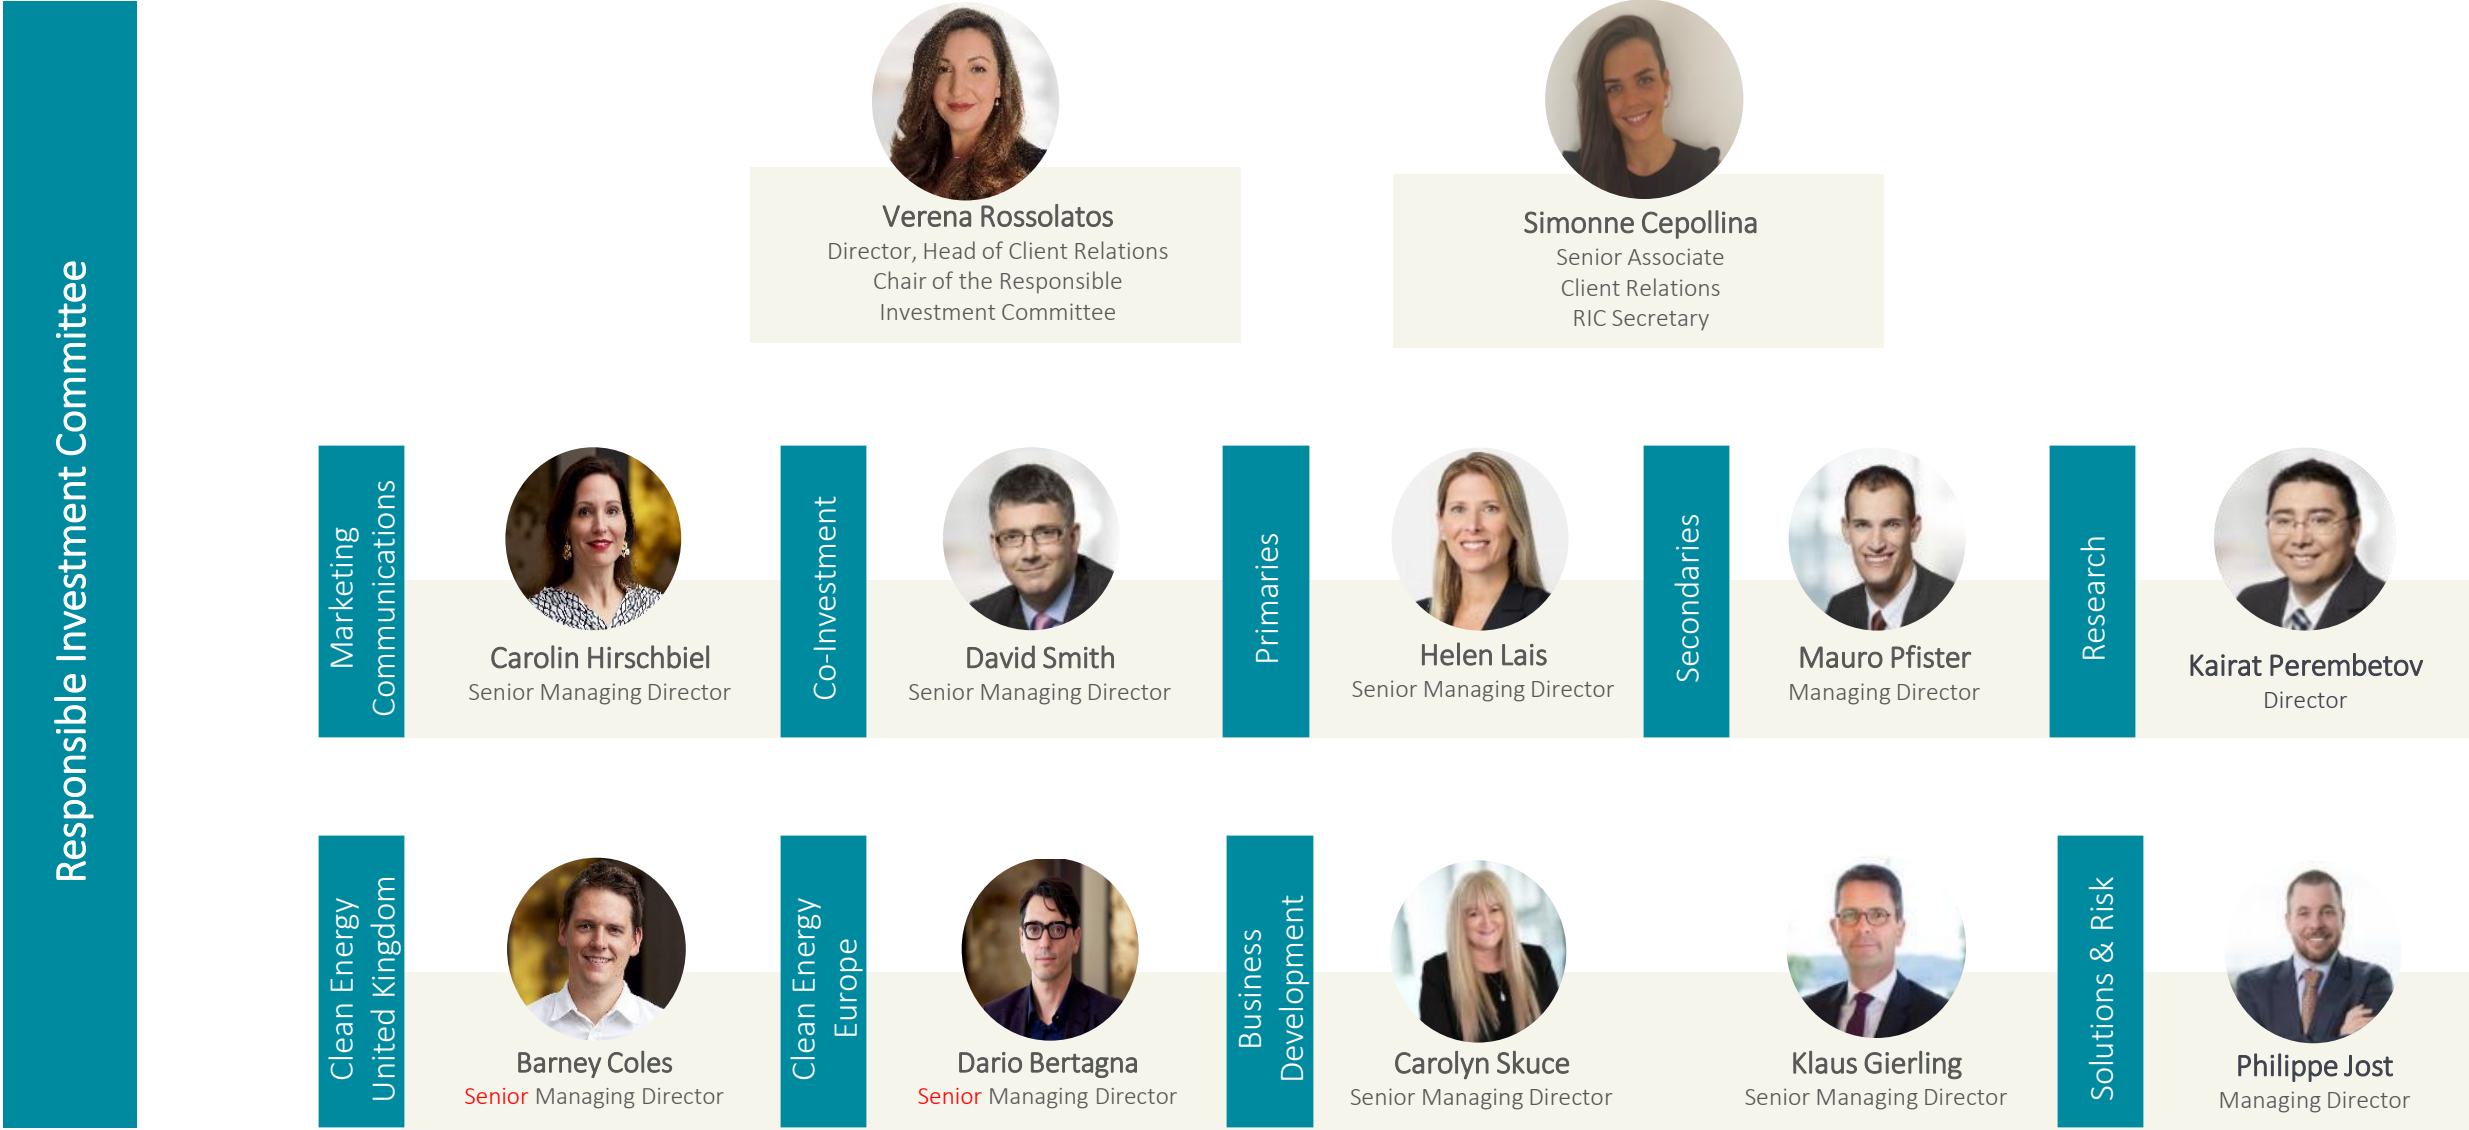 Responsible Investment Committee
Verena Rossolatos
Director, Head of Client Relations
Chair of the Responsible
Investment Committee
Simonne Cepollina
Senior Associate
Client Relations
RIC Secretary
Marketing
Communications
Carolin Hirschbiel
Senior Managing Director
Co-Investment
David Smith
Senior Managing Director
Primaries
Helen Lais
Senior Managing Director
Secondaries
Mauro Pfister
Managing Director
Research
Kairat Perembetov
Director
Clean Energy
United Kingdom
Barney Coles
Senior Managing Director
Clean Energy
Europe
Dario Bertagna
Senior Managing Director
Business
Development
Carolyn Skuce
Senior Managing Director
Klaus Gierling
Senior Managing Director
Solutions & Risk
Philippe Jost
Managing Director